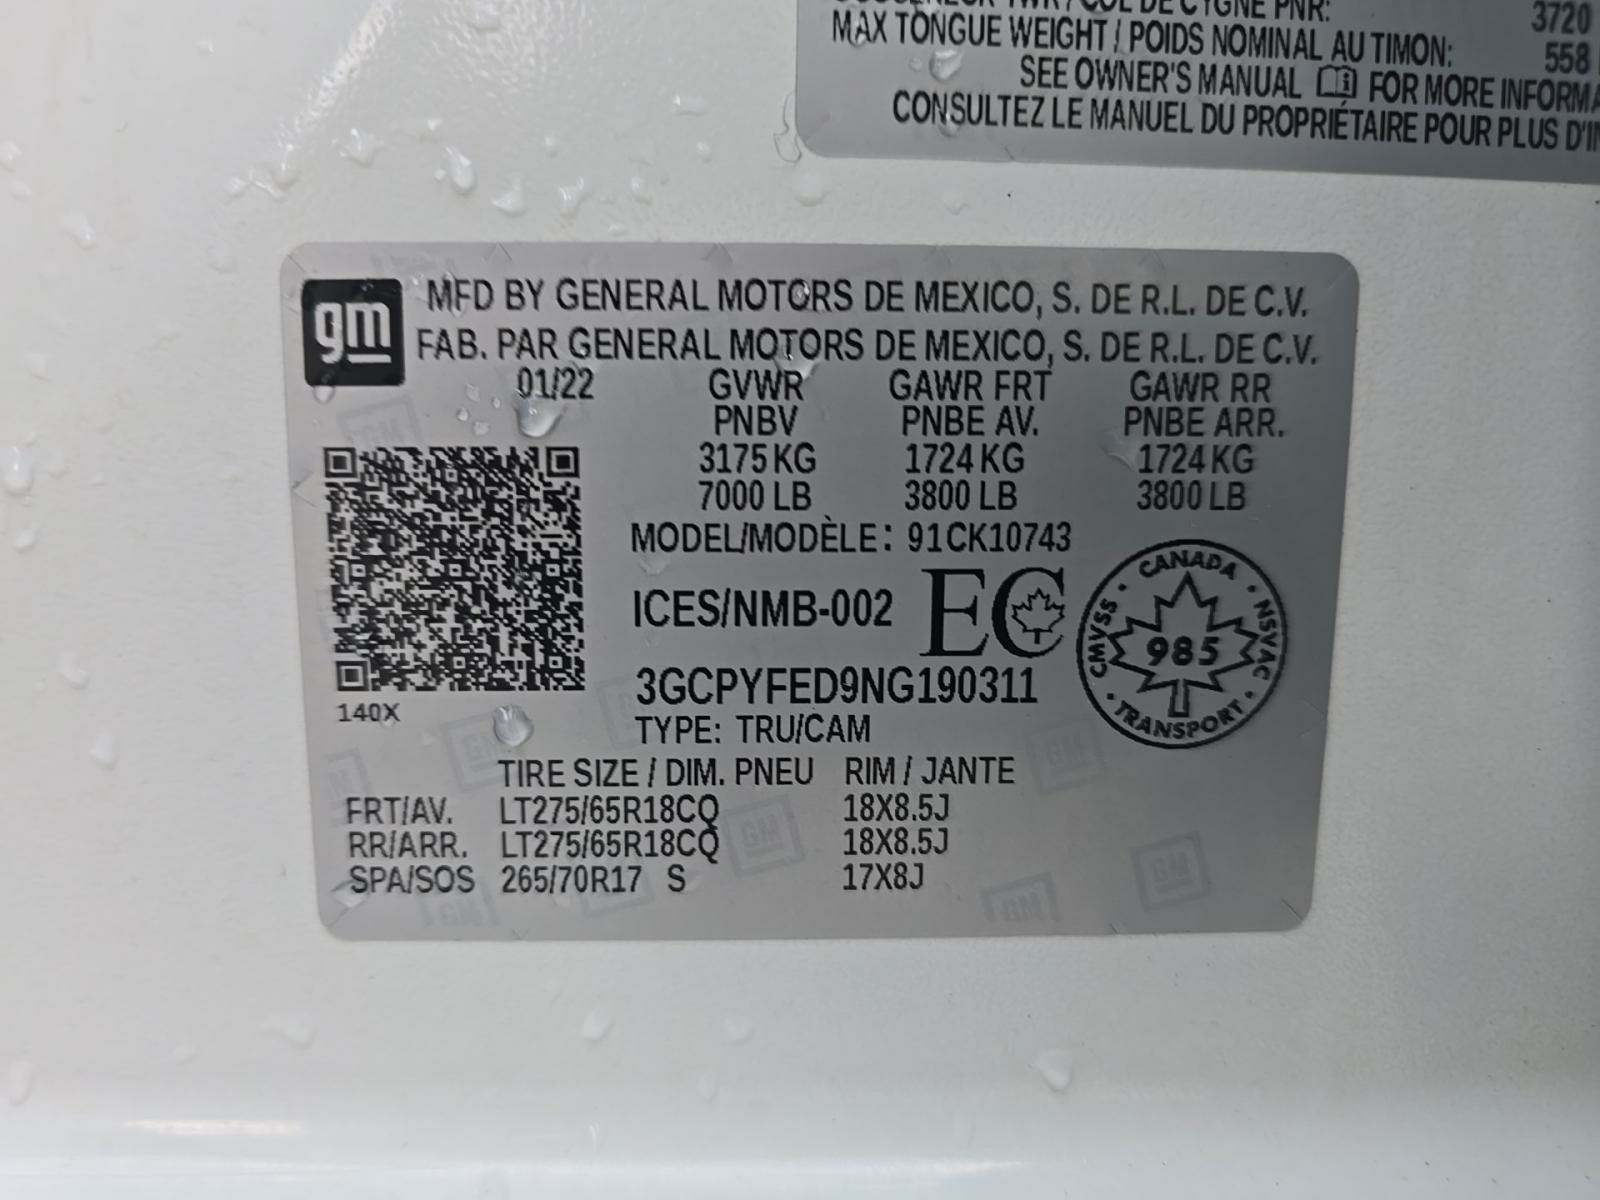 3720
MAX TONGUE WEIGHT / POIDS NOMINAL AU TIMON: 558
SEE OWNER'S MANUAL FOR MORE
CONSULTEZ LE MANUEL DU PROPRIÉTAIRE POUR PLUS
gm
MFD BY GENERAL MOTORS DE MEXICO, S. DE R.L. DE C.V.
FAB. PAR GENERAL MOTORS DE MEXICO, S. DE R.L. DE C.V.
01/22 GVWR GAWR FRT GAWR RR
PNBV PNBE AV. PNBE ARR.
3175 KG 1724 KG 1724 KG
7000 LB 3800 LB 3800 LB
MODEL/MODÈLE: 91CK10743
ICES/NMB-002 EC
CANADA
CMVSS 985 NSVAC
TRANSPORT
3GCPYFED9NG190311
140X
TYPE: TRU/CAM
TIRE SIZE / DIM. PNEU RIM / JANTE
FRT/AV. LT275/65R18CQ 18X8.5J
RR/ARR. LT275/65R18CQ 18X8.5J
SPA/SOS 265/70R17 S 17X8J